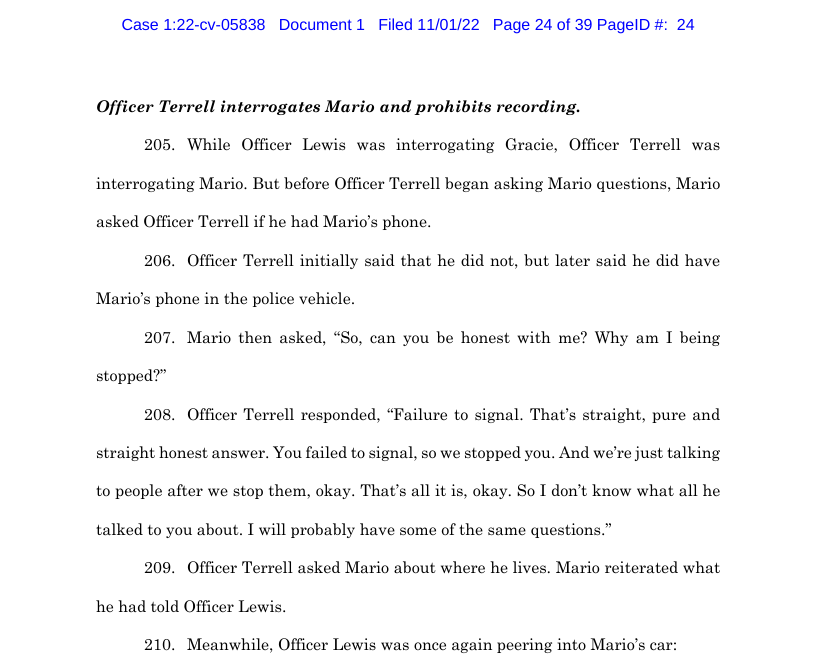 Case 1:22-cv-05838 Document 1 Filed 11/01/22 Page 24 of 39 PageID #: 24
Officer Terrell interrogates Mario and prohibits recording.
205. While Officer Lewis was interrogating Gracie, Officer Terrell was
interrogating Mario. But before Officer Terrell began asking Mario questions, Mario
asked Officer Terrell if he had Mario’s phone.
206. Officer Terrell initially said that he did not, but later said he did have
Mario’s phone in the police vehicle.
207. Mario then asked, “So, can you be honest with me? Why am I being
stopped?”
208. Officer Terrell responded, “Failure to signal. That’s straight, pure and
straight honest answer. You failed to signal, so we stopped you. And we’re just talking
to people after we stop them, okay. That’s all it is, okay. So I don’t know what all he
talked to you about. I will probably have some of the same questions.”
209. Officer Terrell asked Mario about where he lives. Mario reiterated what
he had told Officer Lewis.
210. Meanwhile, Officer Lewis was once again peering into Mario’s car: